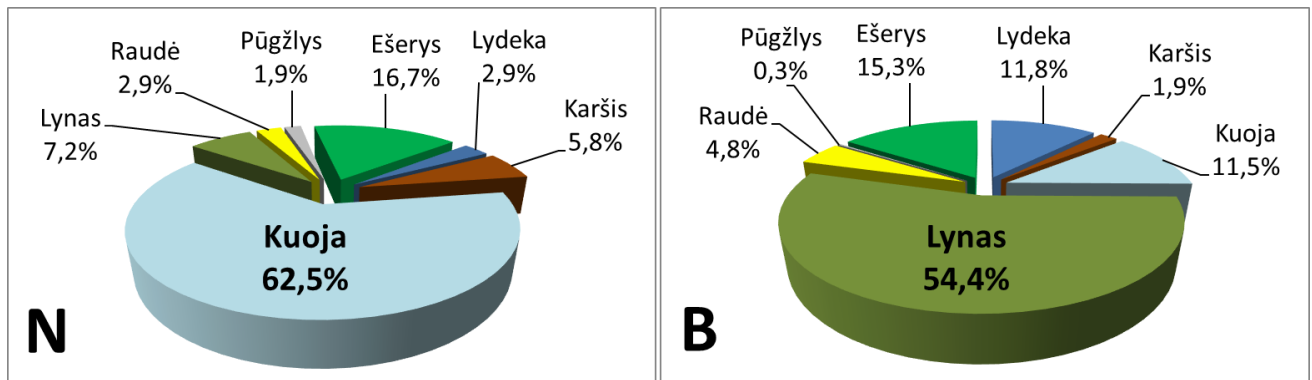 Raudė
2,9%
Pūgžlys
1,9%
Ešerys
16,7%
Lydeka
2,9%
Karšis
5,8%
Lynas
7,2%
Kuoja
62,5%
N
Pūgžlys
0,3%
Ešerys
15,3%
Lydeka
11,8%
Karšis
1,9%
Kuoja
11,5%
Raudė
4,8%
Lynas
54,4%
B